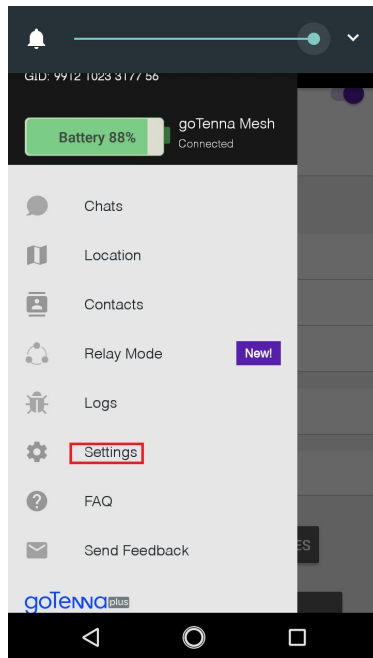 GID: 9912 1023 3177 56
Battery 88%
goTenna Mesh
Connected
Chats
Location
Contacts
Relay Mode
New!
Logs
Settings
FAQ
Send Feedback
goTenna plus
ES